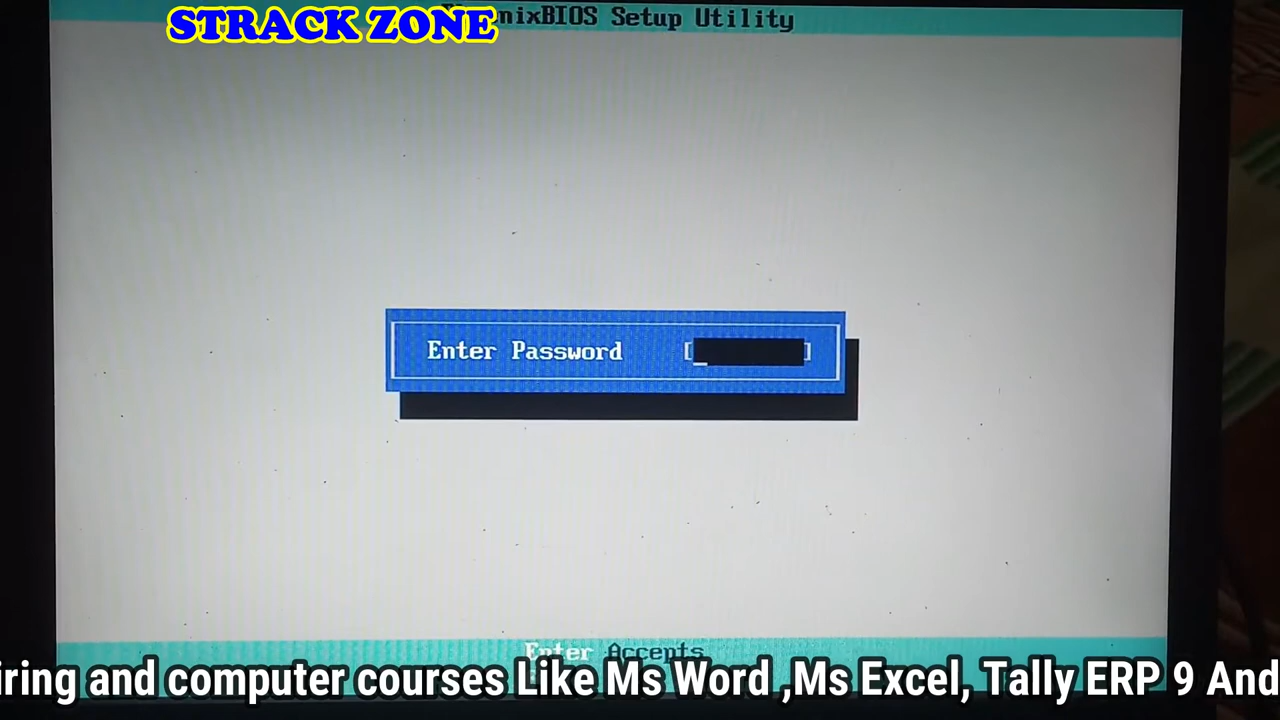 STRACK ZONE
nixBIOS Setup Utility
Enter Password [ ]
Enter Accepts
iring and computer courses Like Ms Word ,Ms Excel, Tally ERP 9 And